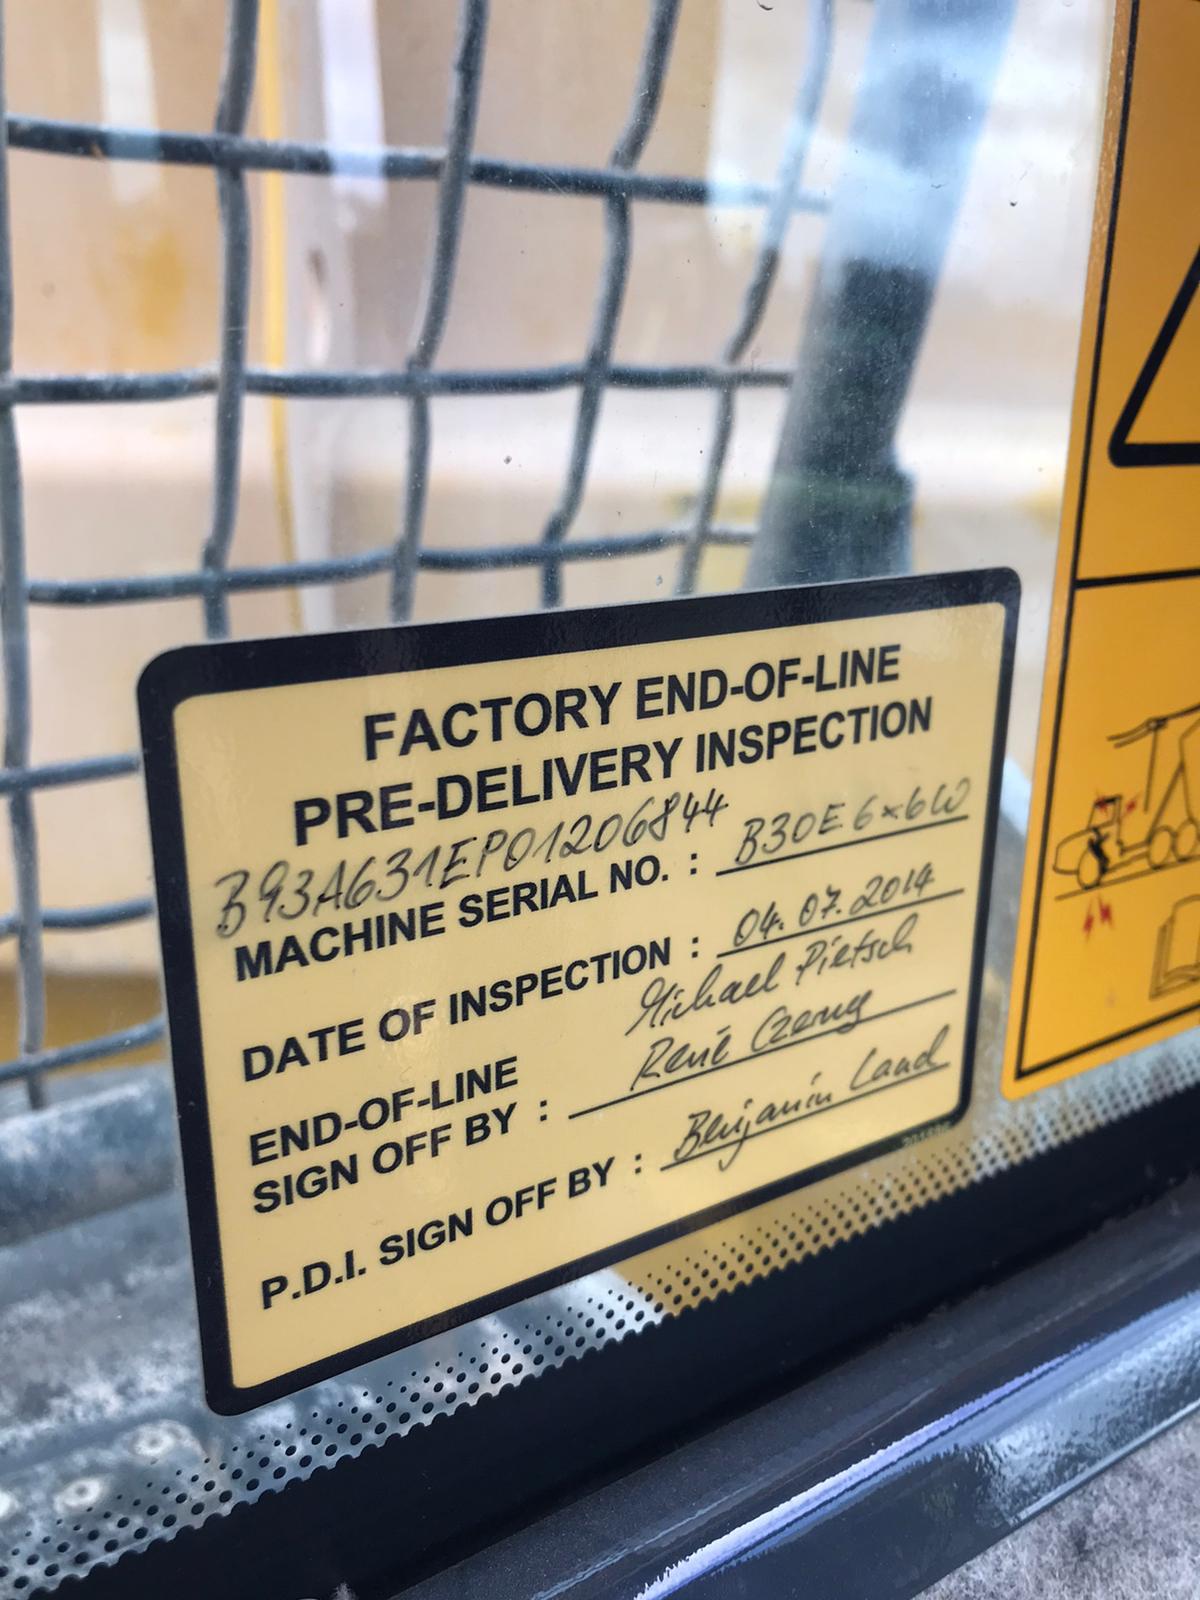 FACTORY END-OF-LINE
PRE-DELIVERY INSPECTION
B93A631EP01206844
MACHINE SERIAL NO. : B30E 6x6W
DATE OF INSPECTION : 04.07.2014
Michael Pietsch
END-OF-LINE
SIGN OFF BY : René Czerny
P.D.I. SIGN OFF BY : Benjamin Land